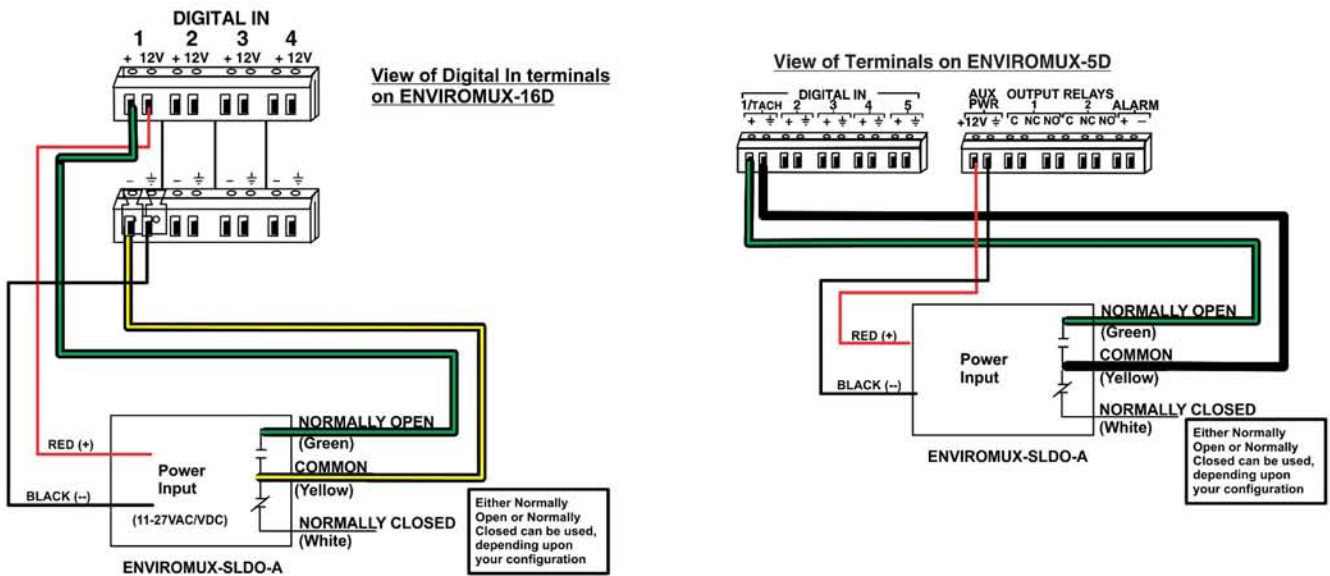 DIGITAL IN
1 2 3 4
+ 12V + 12V + 12V + 12V
View of Digital In terminals
on ENVIROMUX-16D
– ⏚ – ⏚ – ⏚ – ⏚
NORMALLY OPEN
(Green)
RED (+)
COMMON
(Yellow)
Power
Input
BLACK (--)
(11-27VAC/VDC)
NORMALLY CLOSED
(White)
ENVIROMUX-SLDO-A
Either Normally
Open or Normally
Closed can be used,
depending upon
your configuration
View of Terminals on ENVIROMUX-5D
DIGITAL IN
1/TACH 2 3 4 5
+ ⏚ + ⏚ + ⏚ + ⏚ + ⏚
AUX
PWR
+12V ⏚
OUTPUT RELAYS
1 2
C NC NO C NC NO
ALARM
+ –
NORMALLY OPEN
(Green)
RED (+)
COMMON
(Yellow)
Power
Input
BLACK (--)
NORMALLY CLOSED
(White)
ENVIROMUX-SLDO-A
Either Normally
Open or Normally
Closed can be used,
depending upon
your configuration